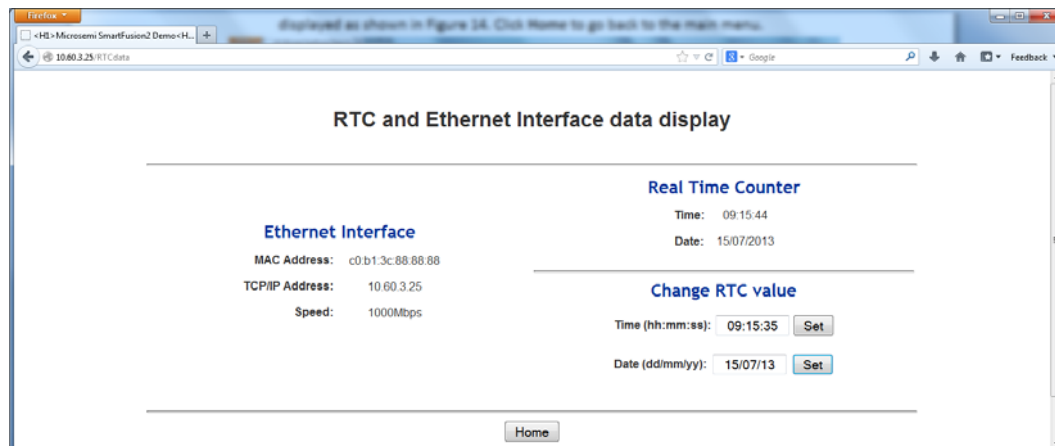 Firefox
displayed as shown in Figure 14. Click Home to go back to the main menu.
<H1>Microsemi SmartFusion2 Demo<H... +
10.60.3.25/RTCdata
Google
Feedback
RTC and Ethernet Interface data display
Ethernet Interface
MAC Address: c0:b1:3c:88:88:88
TCP/IP Address: 10.60.3.25
Speed: 1000Mbps
Real Time Counter
Time: 09:15:44
Date: 15/07/2013
Change RTC value
Time (hh:mm:ss): 09:15:35 Set
Date (dd/mm/yy): 15/07/13 Set
Home